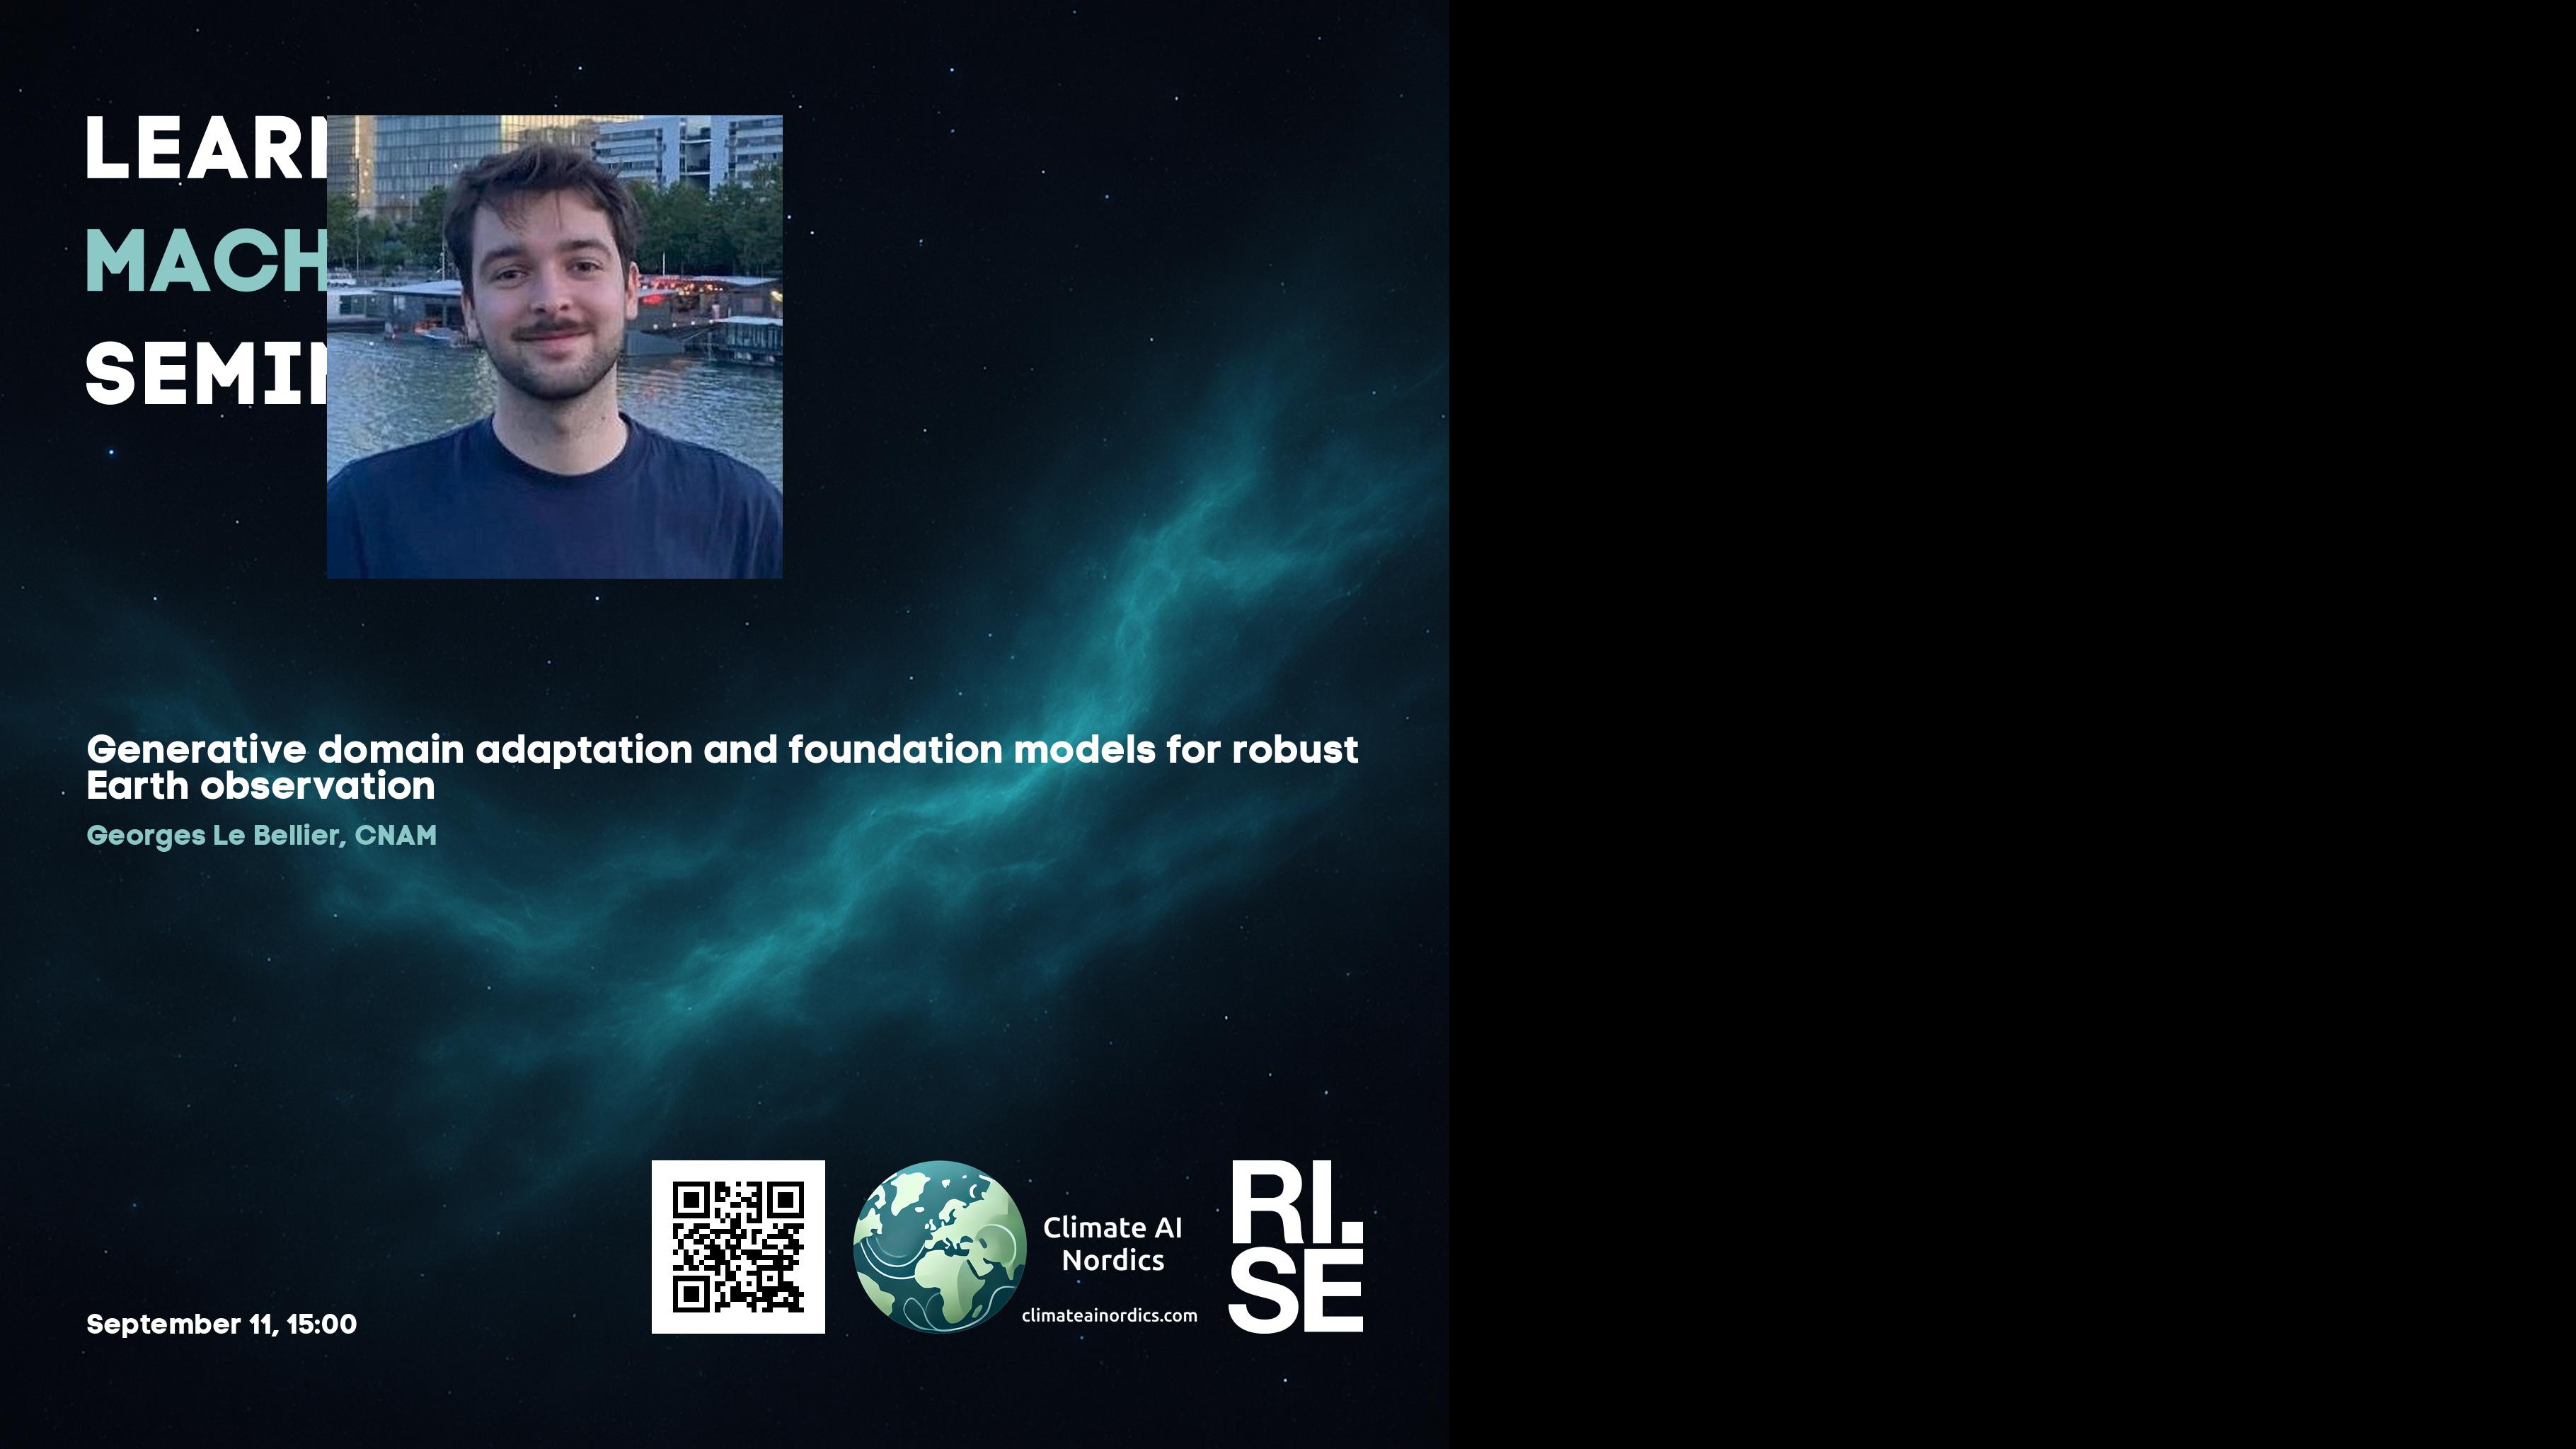 LEAR
MACH
SEMI
Generative domain adaptation and foundation models for robust
Earth observation
Georges Le Bellier, CNAM
September 11, 15:00
Climate AI
Nordics
climateainordics.com
RI.
SE